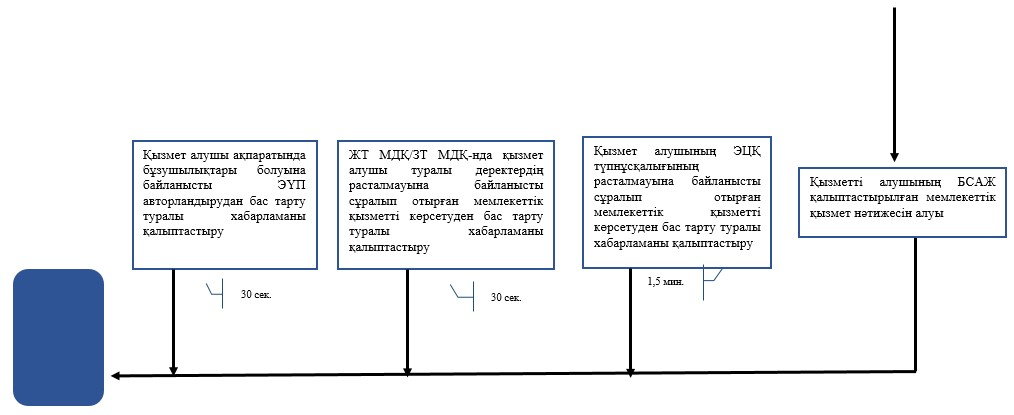 Қызмет алушы ақпаратында
бұзушылықтары болуына
байланысты ЭҮП
авторландырудан бас тарту
туралы хабарламаны
қалыптастыру
ЖТ МДҚ/ЗТ МДҚ-нда қызмет
алушы туралы деректердің
расталмауына байланысты
сұралып отырған мемлекеттік
қызметті көрсетуден бас тарту
туралы хабарламаны
қалыптастыру
Қызмет алушының ЭЦҚ
түпнұсқалығының
расталмауына байланысты
сұралып отырған
мемлекеттік қызметті
көрсетуден бас тарту туралы
хабарламаны қалыптастыру
Қызметті алушының БСАЖ
қалыптастырылған мемлекеттік
қызмет нәтижесін алуы
30 сек.
30 сек.
1,5 мин.